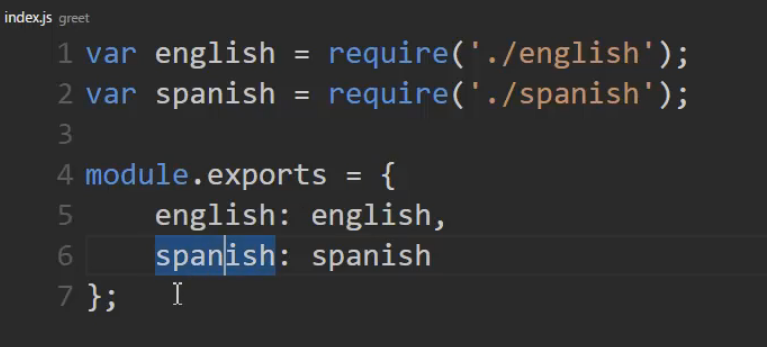 index.js greet
1 var english = require('./english');
2 var spanish = require('./spanish');
3
4 module.exports = {
5     english: english,
6     spanish: spanish
7 };